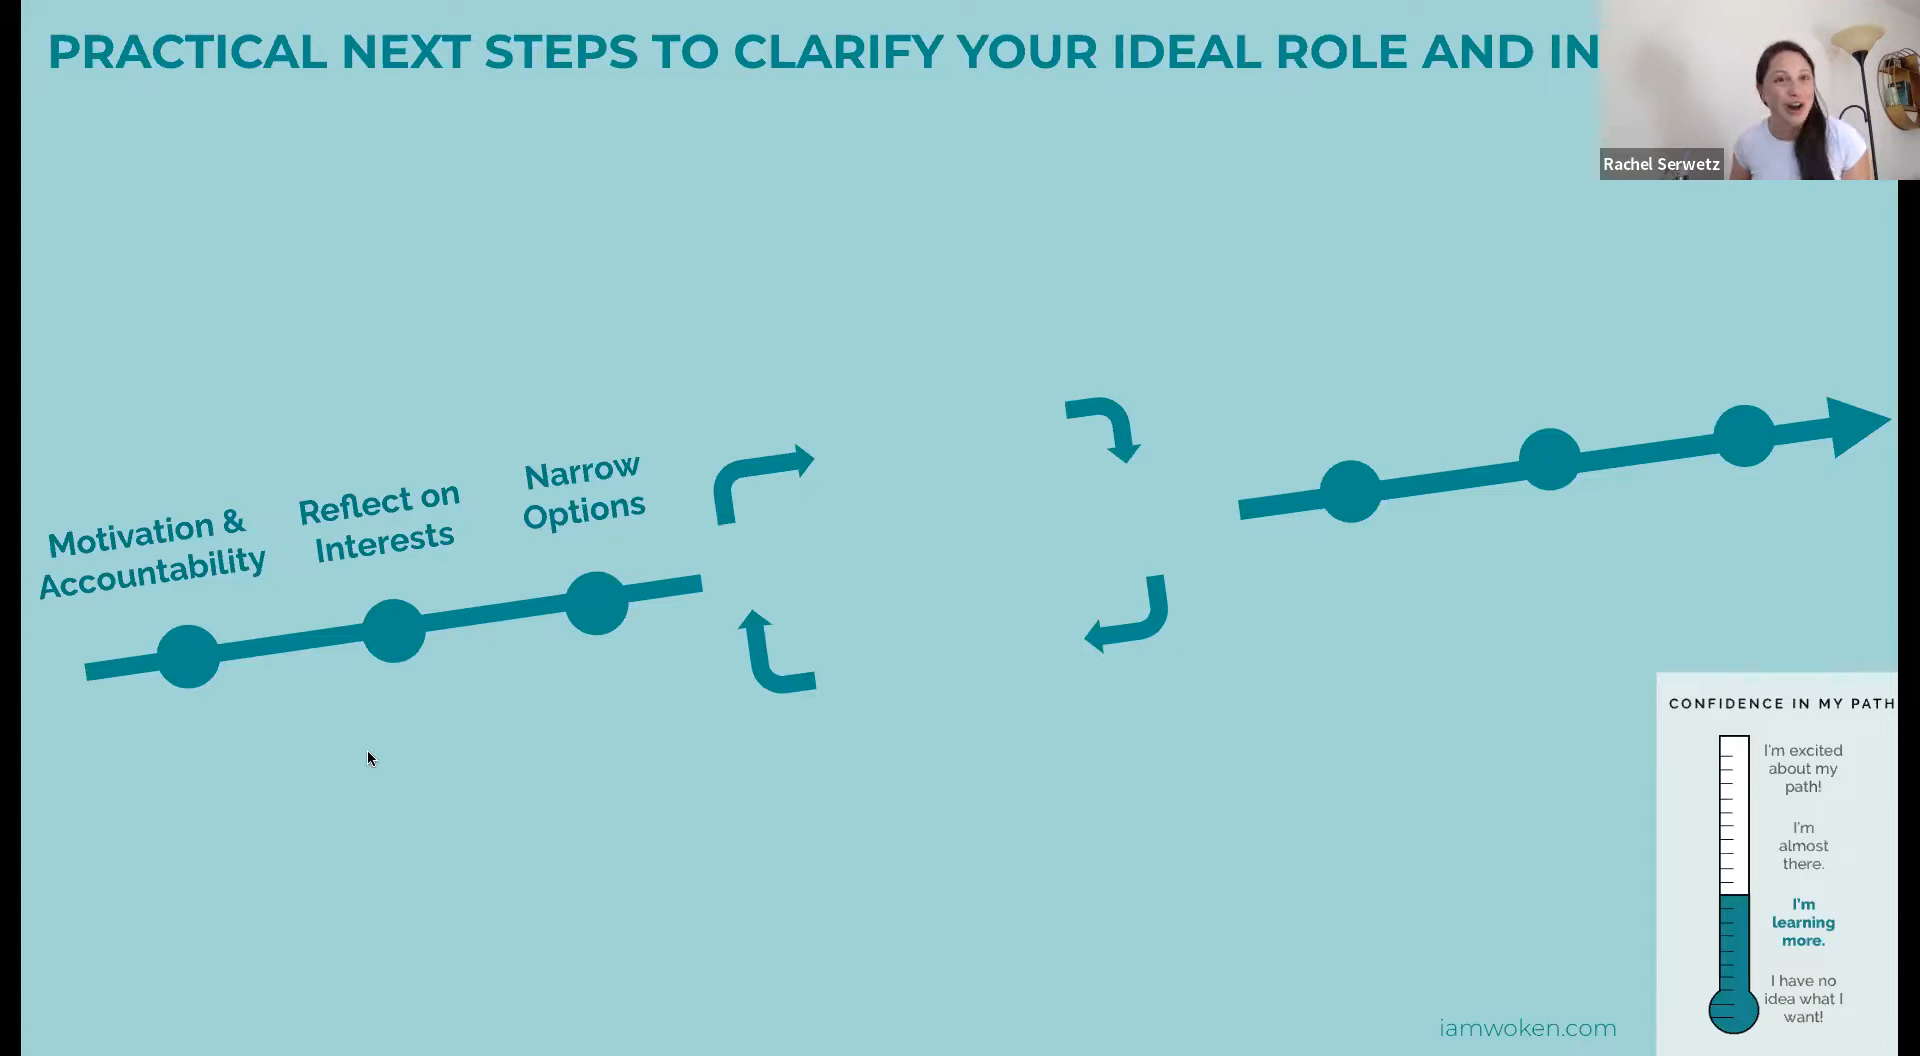 PRACTICAL NEXT STEPS TO CLARIFY YOUR IDEAL ROLE AND IN
Rachel Serwetz
Motivation &
Accountability
Reflect on
Interests
Narrow
Options
CONFIDENCE IN MY PATH
I'm excited
about my
path!
I'm
almost
there.
I'm
learning
more.
I have no
idea what I
want!
iamwoken.com